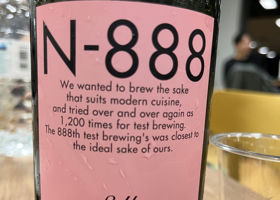 N-888
We wanted to brew the sake
that suits modern cuisine,
and tried over and over again as
1,200 times for test brewing.
The 888th test brewing's was closest to
the ideal sake of ours.